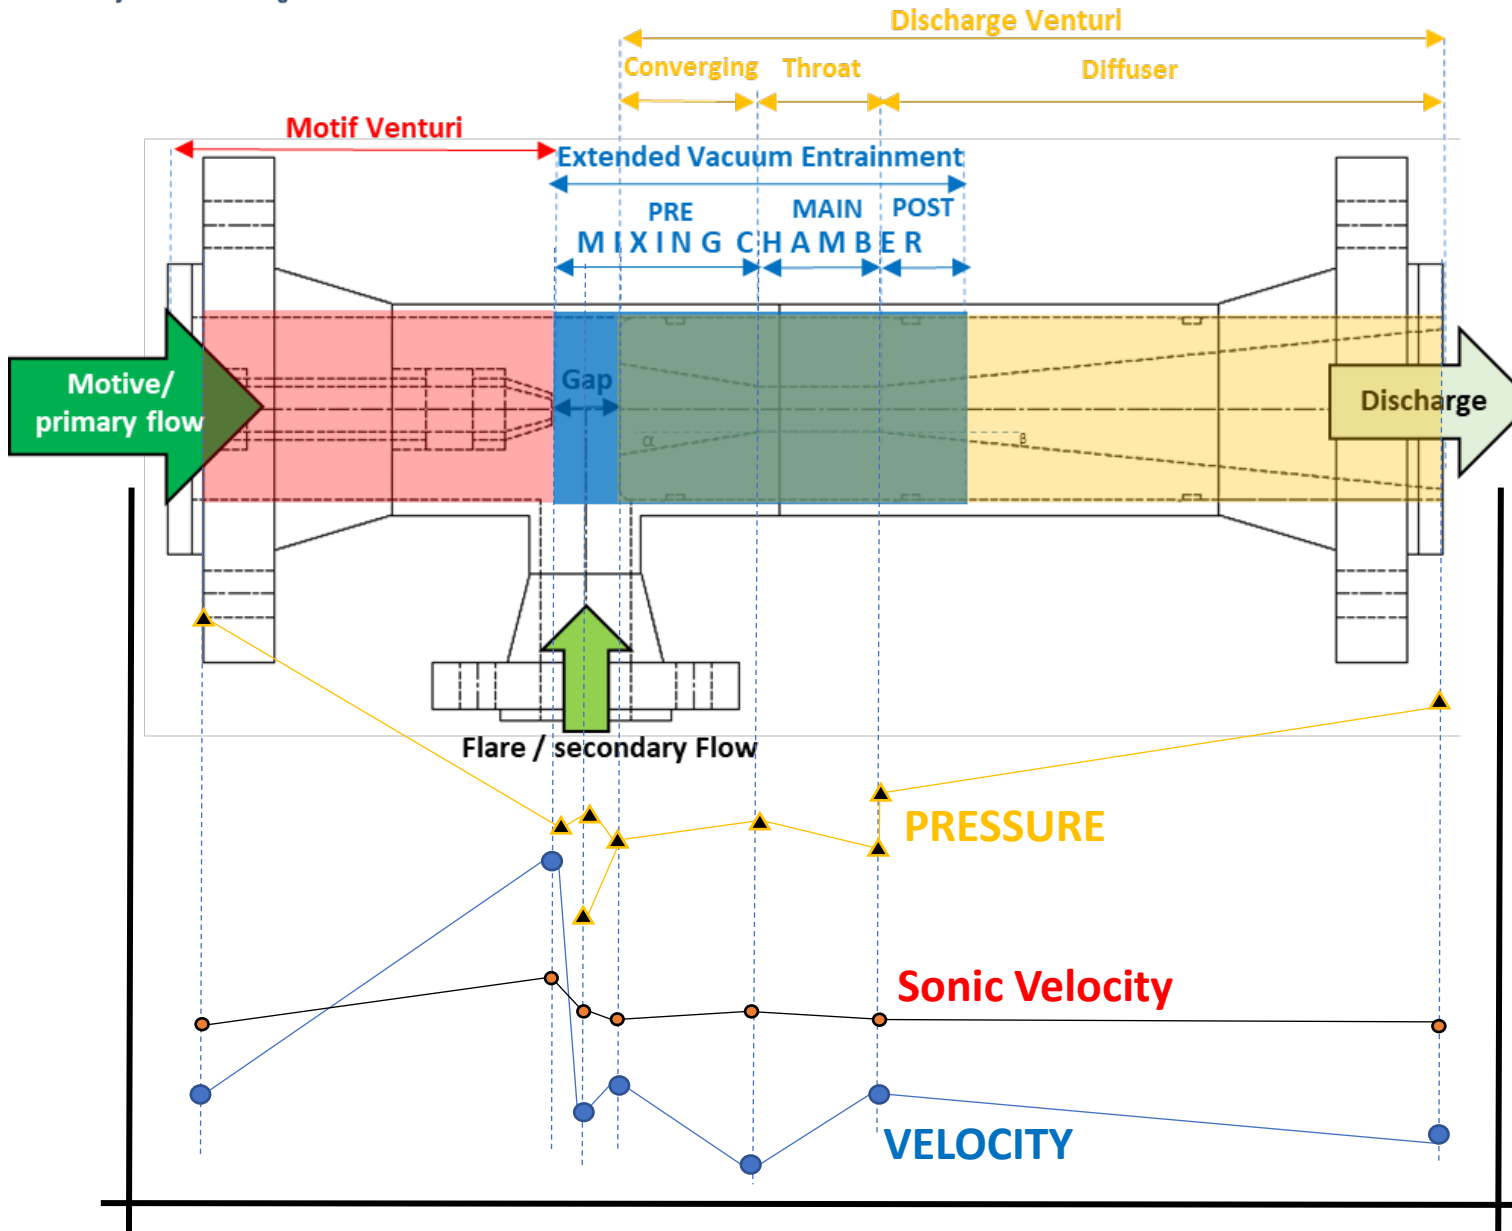 Discharge Venturi
Converging Throat Diffuser
Motif Venturi
Extended Vacuum Entrainment
PRE MAIN POST
MIXING CHAMBER
Motive/
primary flow
Gap
Discharge
α
β
Flare / secondary Flow
PRESSURE
Sonic Velocity
VELOCITY